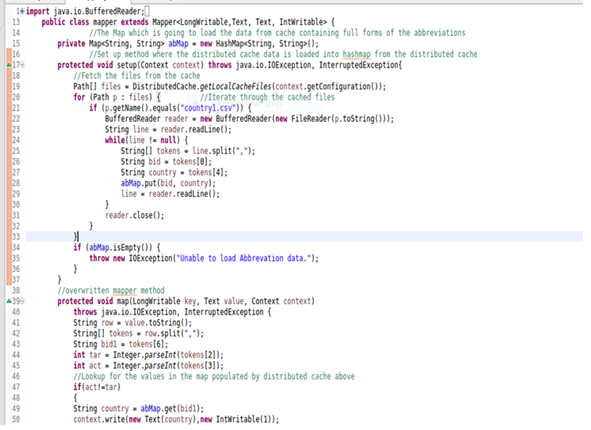 1 import java.io.BufferedReader;
13 public class mapper extends Mapper<LongWritable,Text, Text, IntWritable> {
14 //The Map which is going to load the data from cache containing full forms of the abbreviations
15 private Map<String, String> abMap = new HashMap<String, String>();
16 //Set up method where the distributed cache data is loaded into hashmap from the distributed cache
17 protected void setup(Context context) throws java.io.IOException, InterruptedException{
18 //Fetch the files from the cache
19 Path[] files = DistributedCache.getLocalCacheFiles(context.getConfiguration());
20 for (Path p : files) { //Iterate through the cached files
21 if (p.getName().equals("country1.csv")) {
22 BufferedReader reader = new BufferedReader(new FileReader(p.toString()));
23 String line = reader.readLine();
24 while(line != null) {
25 String[] tokens = line.split(",");
26 String bid = tokens[0];
27 String country = tokens[4];
28 abMap.put(bid, country);
29 line = reader.readLine();
30 }
31 reader.close();
32 }
33 }
34 if (abMap.isEmpty()) {
35 throw new IOException("Unable to load Abbrevation data.");
36 }
37 }
38 //overwritten mapper method
39 protected void map(LongWritable key, Text value, Context context)
40 throws java.io.IOException, InterruptedException {
41 String row = value.toString();
42 String[] tokens = row.split(",");
43 String bid1 = tokens[6];
44 int tar = Integer.parseInt(tokens[2]);
45 int act = Integer.parseInt(tokens[3]);
46 //Lookup for the values in the map populated by distributed cache above
47 if(act!=tar)
48 {
49 String country = abMap.get(bid1);
50 context.write(new Text(country),new IntWritable(1));